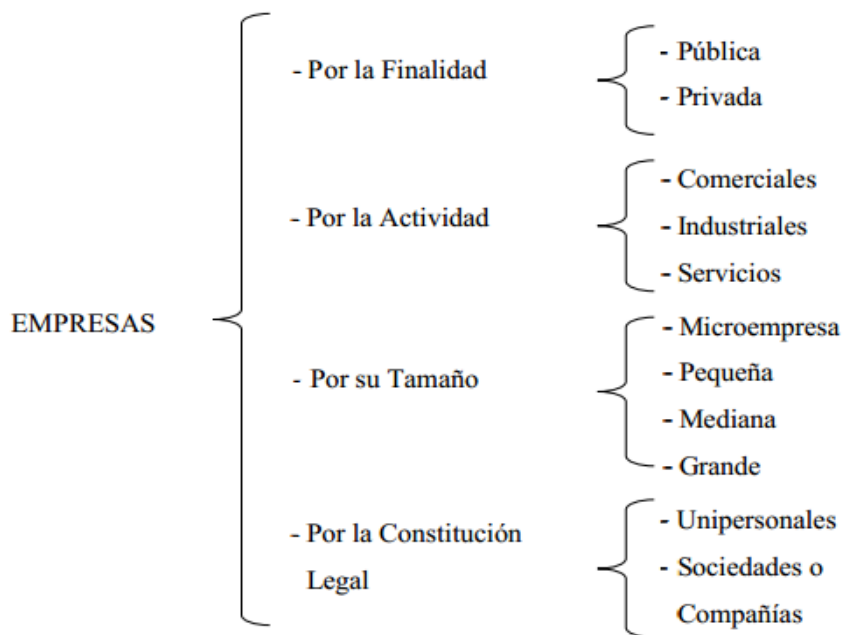 EMPRESAS
- Por la Finalidad
- Pública
- Privada
- Por la Actividad
- Comerciales
- Industriales
- Servicios
- Por su Tamaño
- Microempresa
- Pequeña
- Mediana
- Grande
- Por la Constitución
Legal
- Unipersonales
- Sociedades o
Compañías